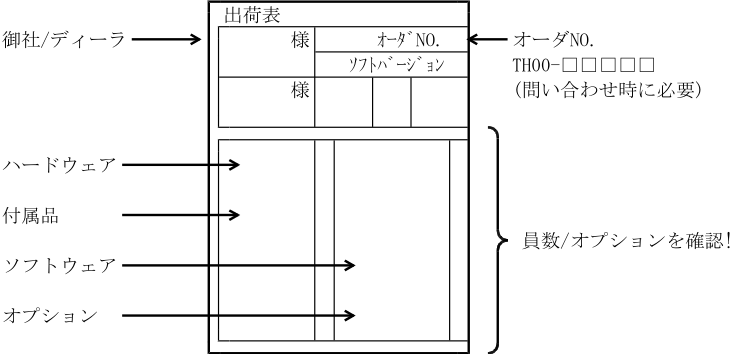 出荷表
御社/ディーラ
様
ｵｰﾀﾞNO.
オーダNO.
ｿﾌﾄﾊﾞｰｼﾞｮﾝ
TH00-□□□□□
様
(問い合わせ時に必要)
ハードウェア
付属品
員数/オプションを確認!
ソフトウェア
オプション